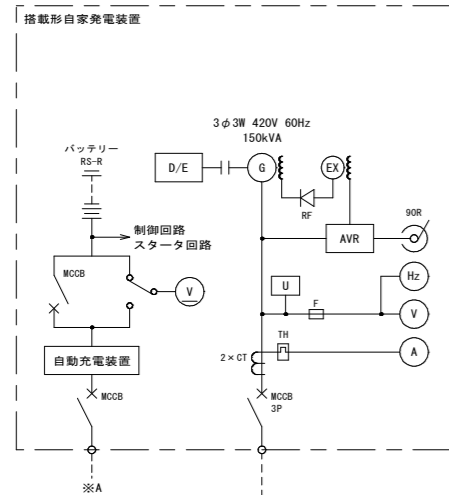 搭載形自家発電装置
3φ3W 420V 60Hz
150kVA
バッテリー
RS-R
D/E
G
EX
RF
90R
AVR
制御回路
スタータ回路
Hz
MCCB
V
U
F
V
TH
2×CT
A
自動充電装置
MCCB
MCCB
3P
※A